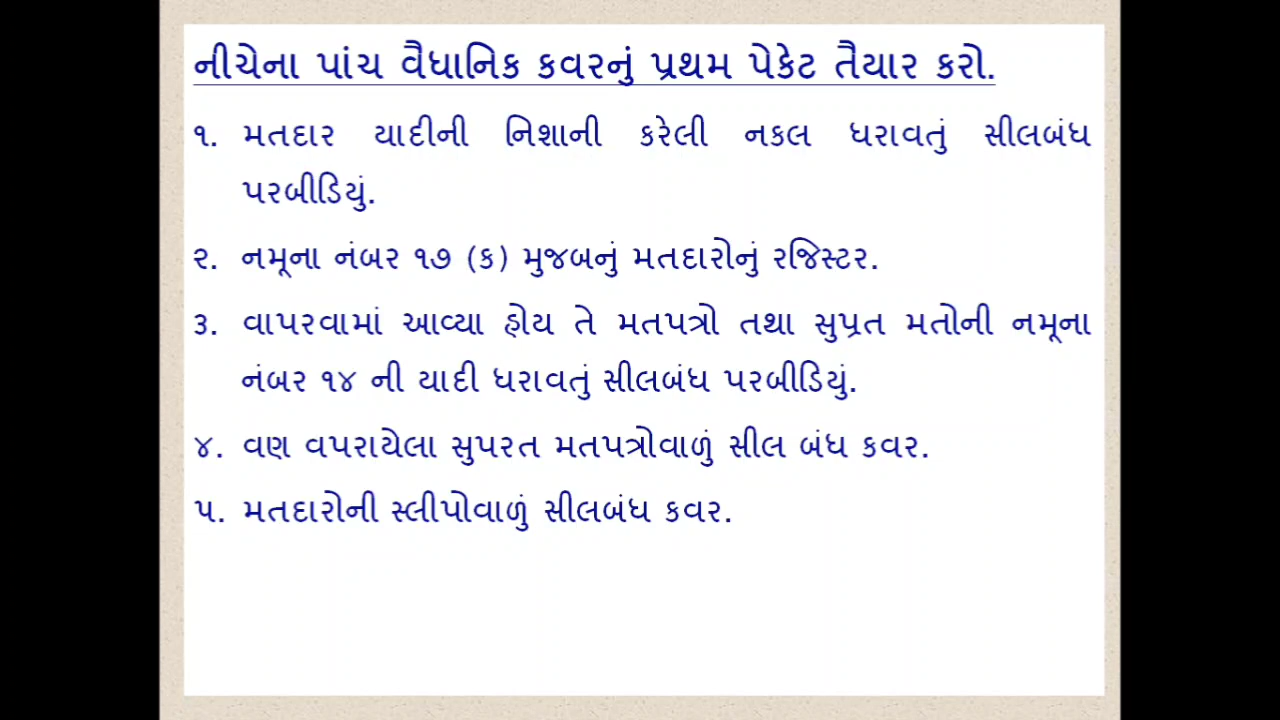 નીચેના પાંચ વૈધાનિક કવરનું પ્રથમ પેકેટ તૈયાર કરો.
૧. મતદાર યાદીની નિશાની કરેલી નકલ ધરાવતું સીલબંધ
પરબીડિયું.
૨. નમૂના નંબર ૧૭ (ક) મુજબનું મતદારોનું રજિસ્ટર.
૩. વાપરવામાં આવ્યા હોય તે મતપત્રો તથા સુપ્રત મતોની નમૂના
નંબર ૧૪ ની યાદી ધરાવતું સીલબંધ પરબીડિયું.
૪. વણ વપરાયેલા સુપરત મતપત્રોવાળું સીલ બંધ કવર.
૫. મતદારોની સ્લીપોવાળું સીલબંધ કવર.